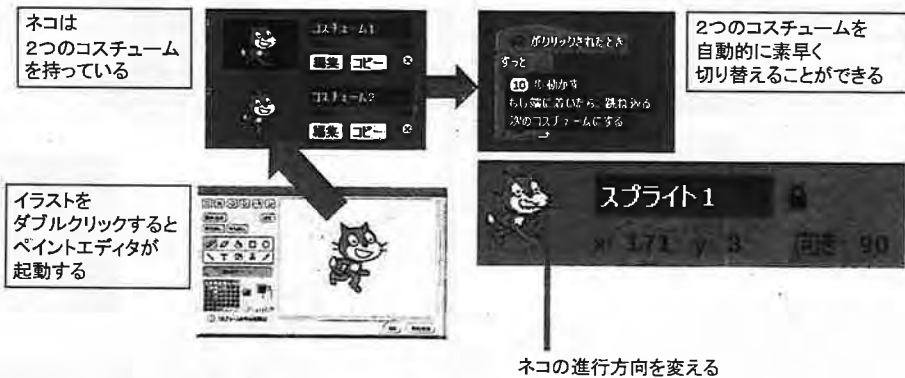 ネコは
2つのコスチューム
を持っている
コスチューム1
編集 コピー
コスチューム2
編集 コピー
がクリックされたとき
ずっと
10 歩動かす
もし端に着いたら、跳ね返る
次のコスチュームにする
2つのコスチュームを
自動的に素早く
切り替えることができる
イラストを
ダブルクリックすると
ペイントエディタが
起動する
スプライト1
x: 171 y: 3 向き: 90
ネコの進行方向を変える